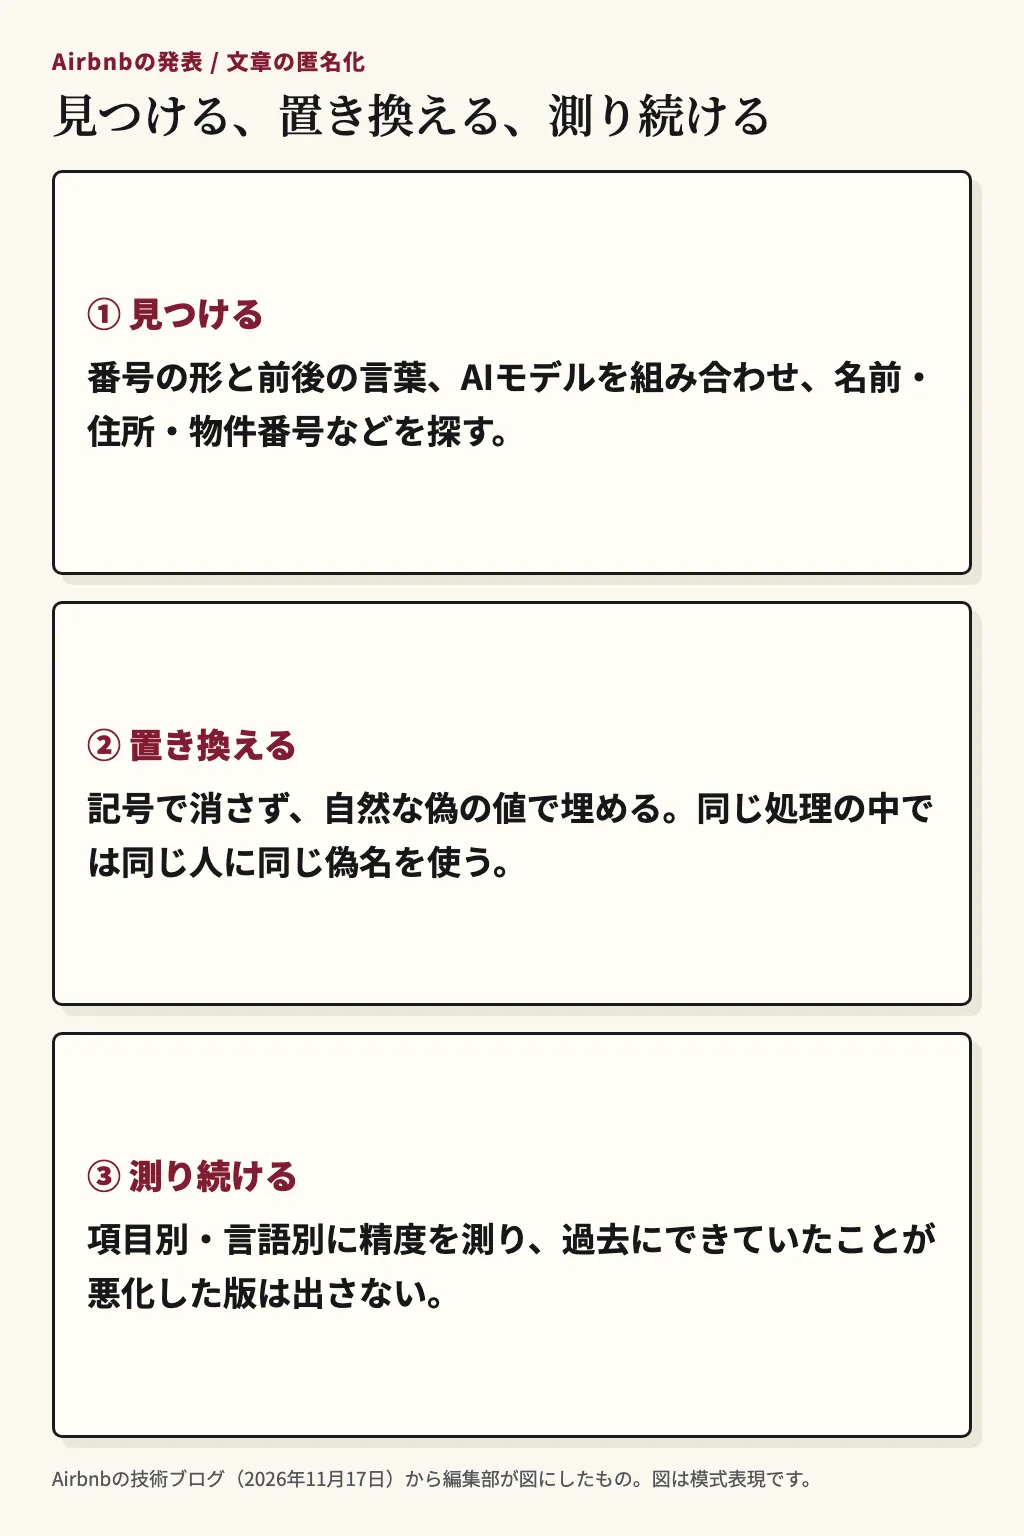 Airbnbの発表 / 文章の匿名化
見つける、置き換える、測り続ける
① 見つける
番号の形と前後の言葉、AIモデルを組み合わせ、名前・
住所・物件番号などを探す。
② 置き換える
記号で消さず、自然な偽の値で埋める。同じ処理の中で
は同じ人に同じ偽名を使う。
③ 測り続ける
項目別・言語別に精度を測り、過去にできていたことが
悪化した版は出さない。
Airbnbの技術ブログ（2026年11月17日）から編集部が図にしたもの。図は模式表現です。